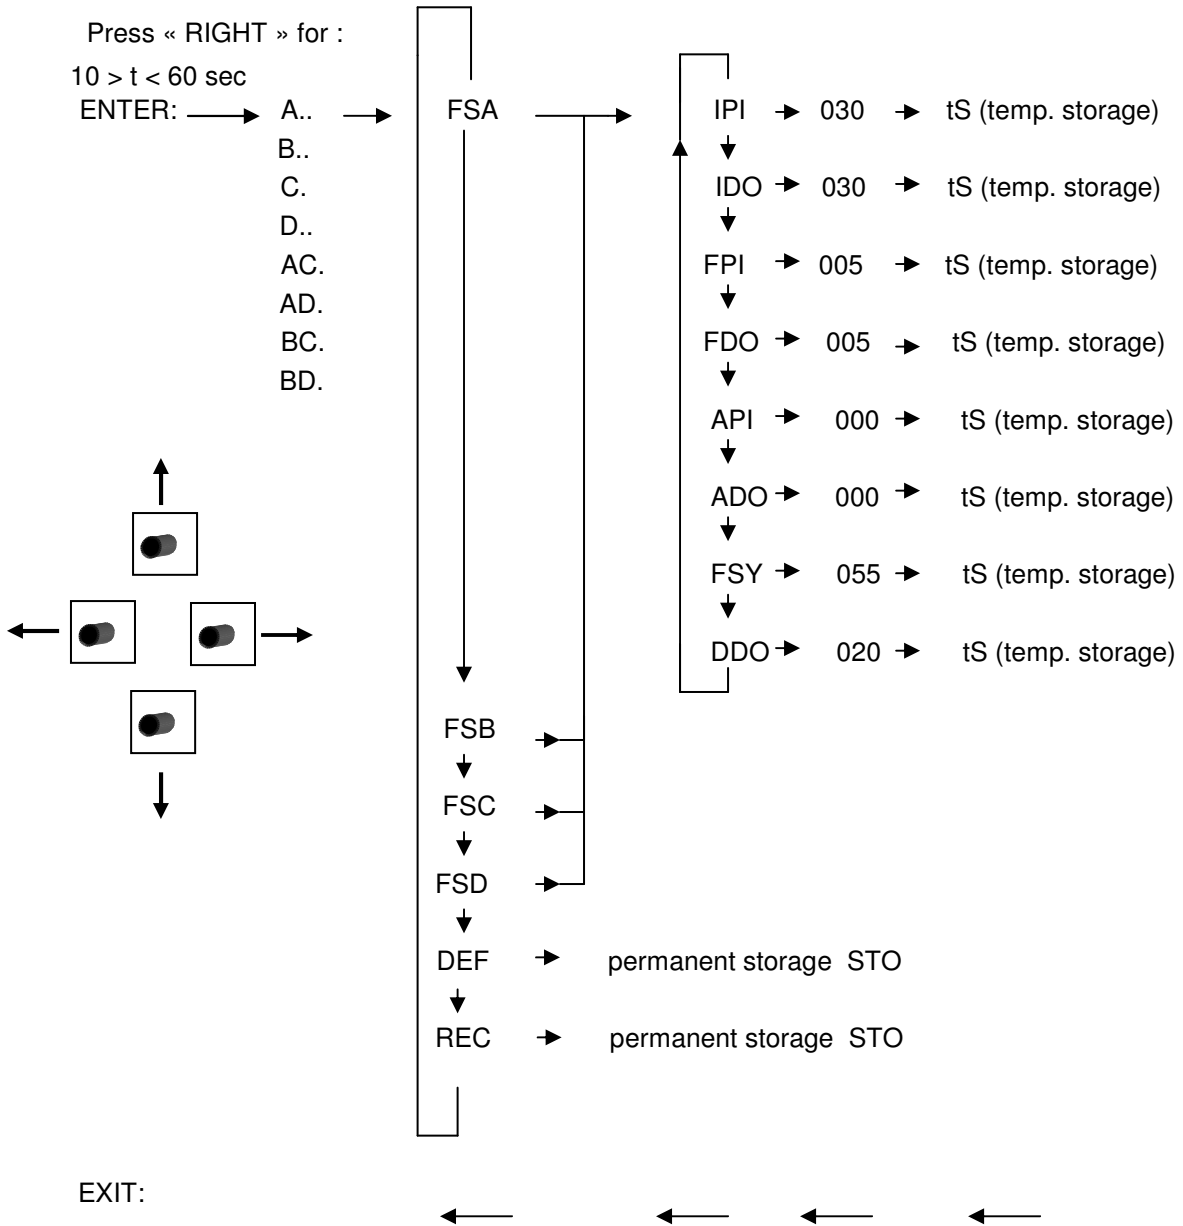 Press « RIGHT » for :
10 > t < 60 sec
ENTER: A.. FSA IPI 030 tS (temp. storage)
B..
C. IDO 030 tS (temp. storage)
D..
AC. FPI 005 tS (temp. storage)
AD.
BC. FDO 005 tS (temp. storage)
BD.
API 000 tS (temp. storage)
ADO 000 tS (temp. storage)
FSY 055 tS (temp. storage)
DDO 020 tS (temp. storage)
FSB
FSC
FSD
DEF permanent storage STO
REC permanent storage STO
EXIT: